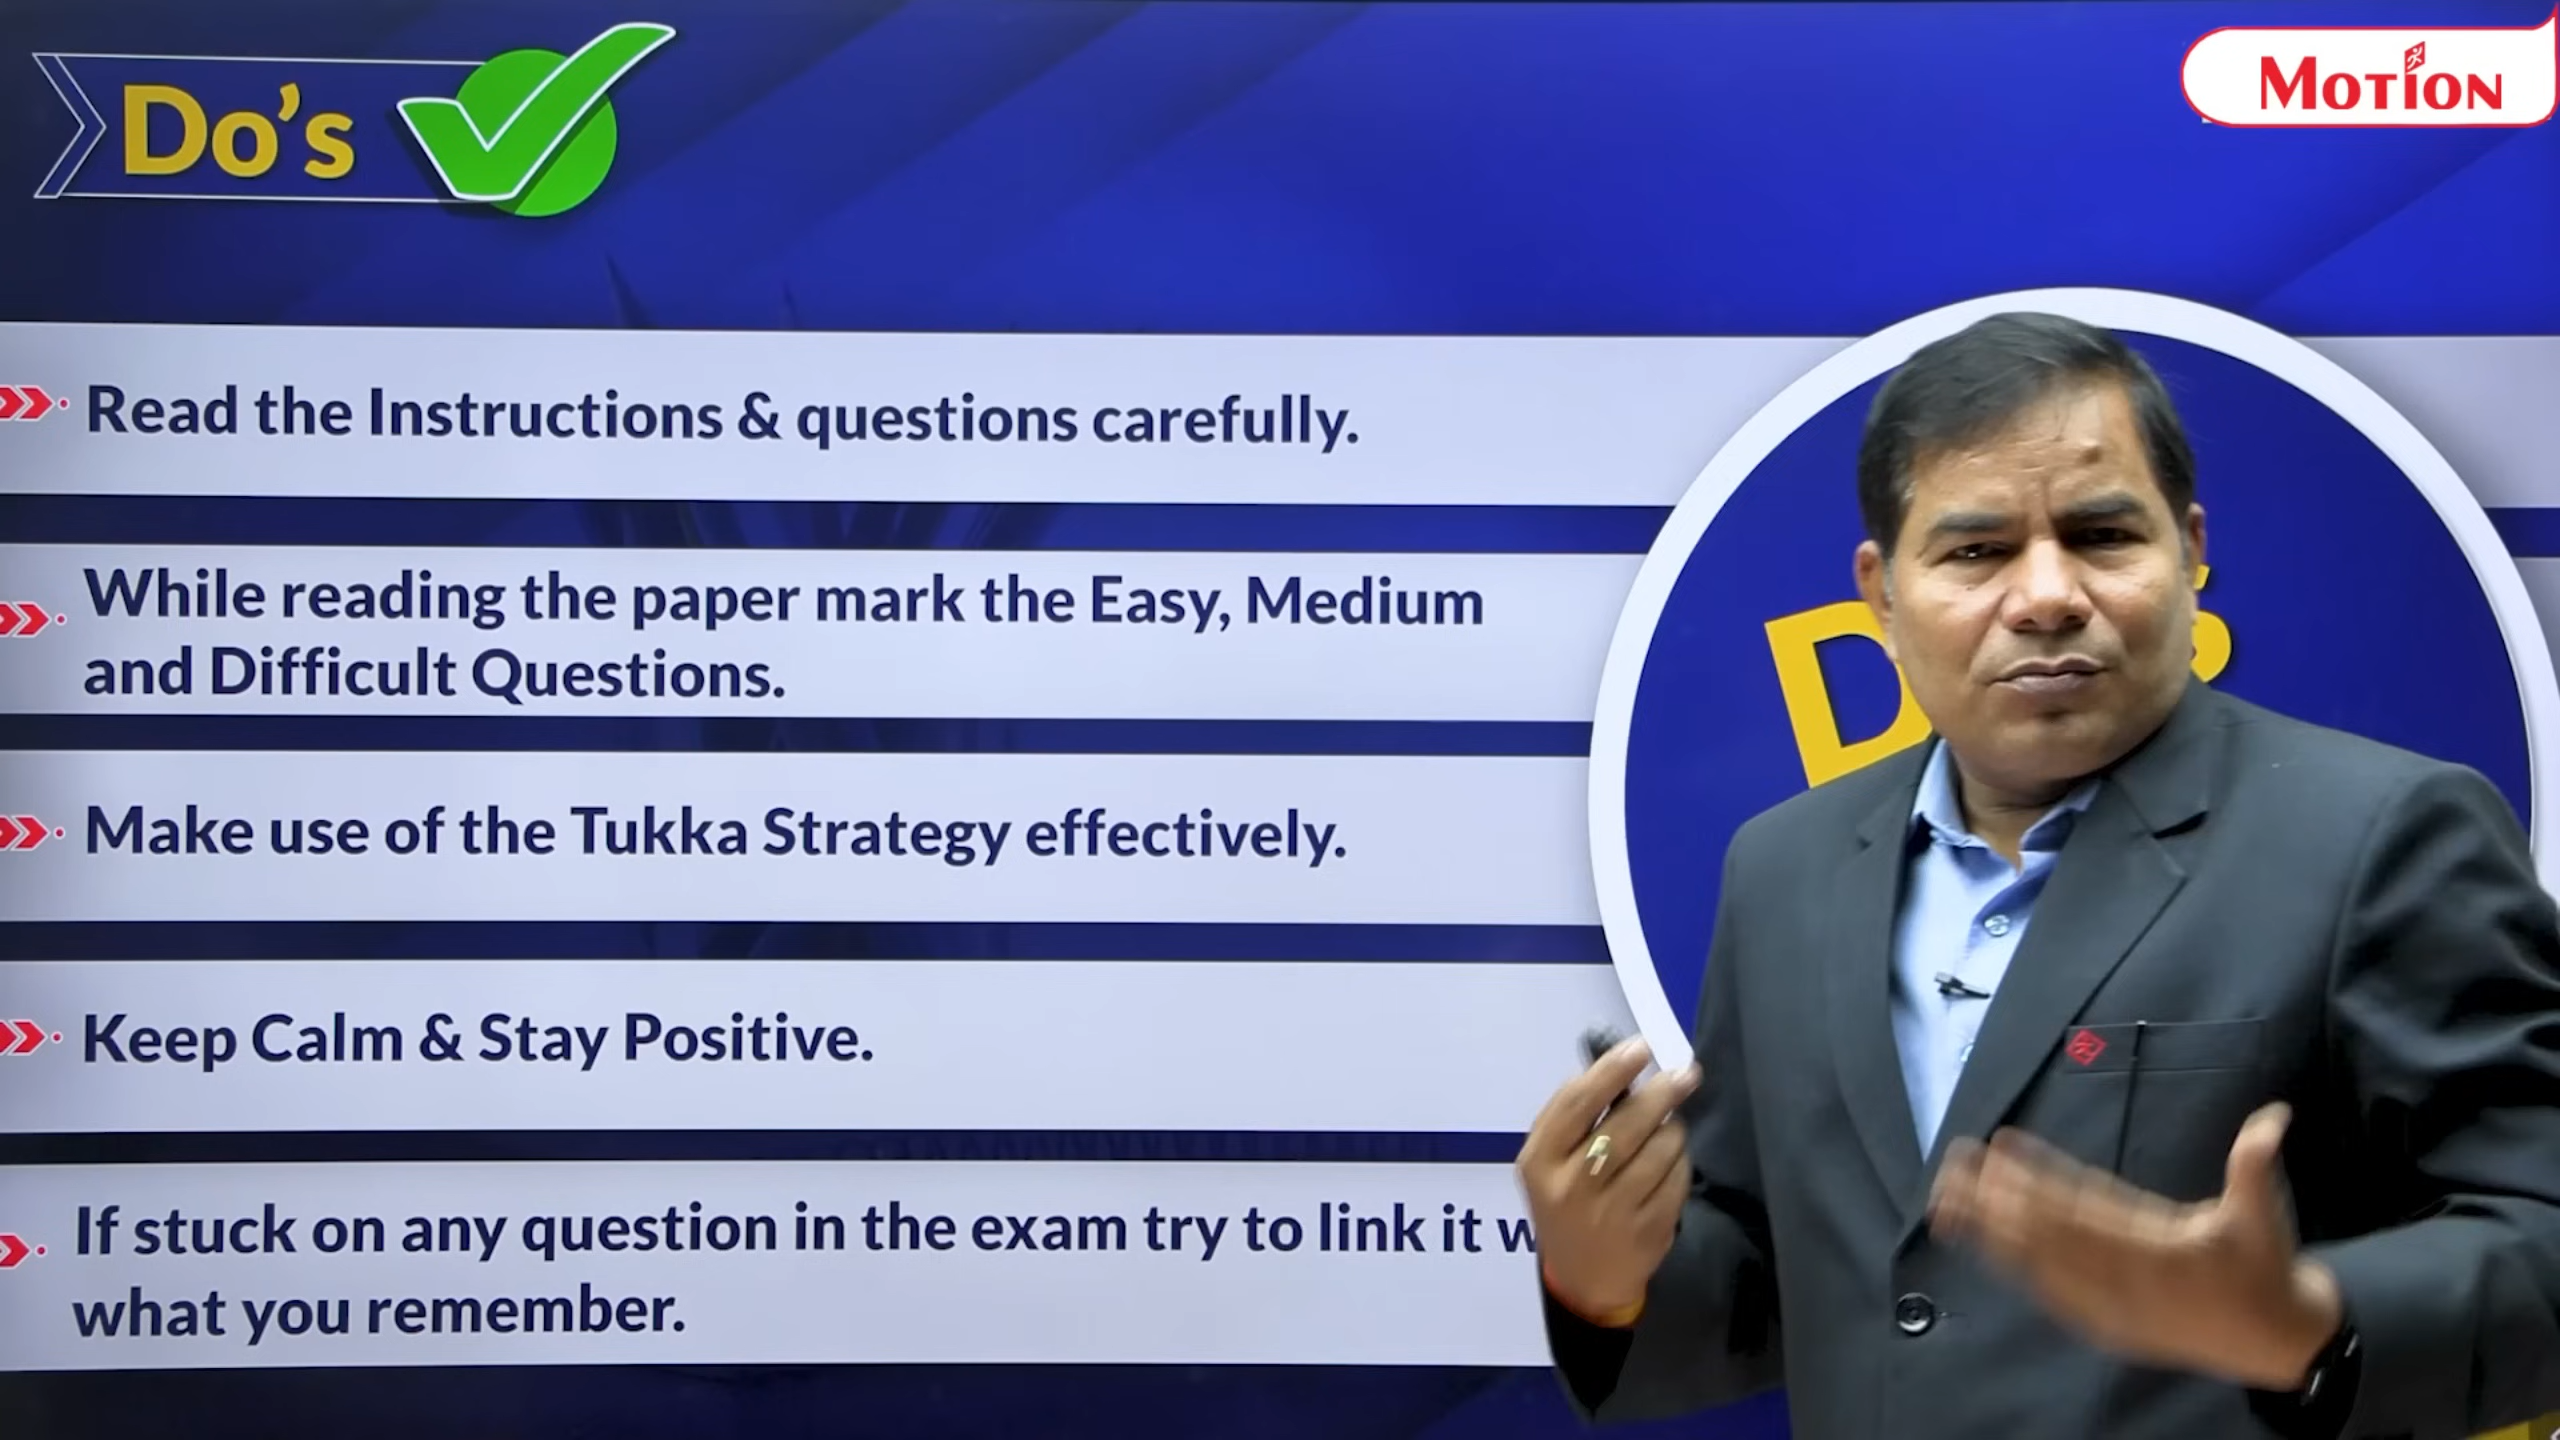 Do's
MOTION
Read the Instructions & questions carefully.
While reading the paper mark the Easy, Medium
and Difficult Questions.
Make use of the Tukka Strategy effectively.
Keep Calm & Stay Positive.
If stuck on any question in the exam try to link it w
what you remember.
D